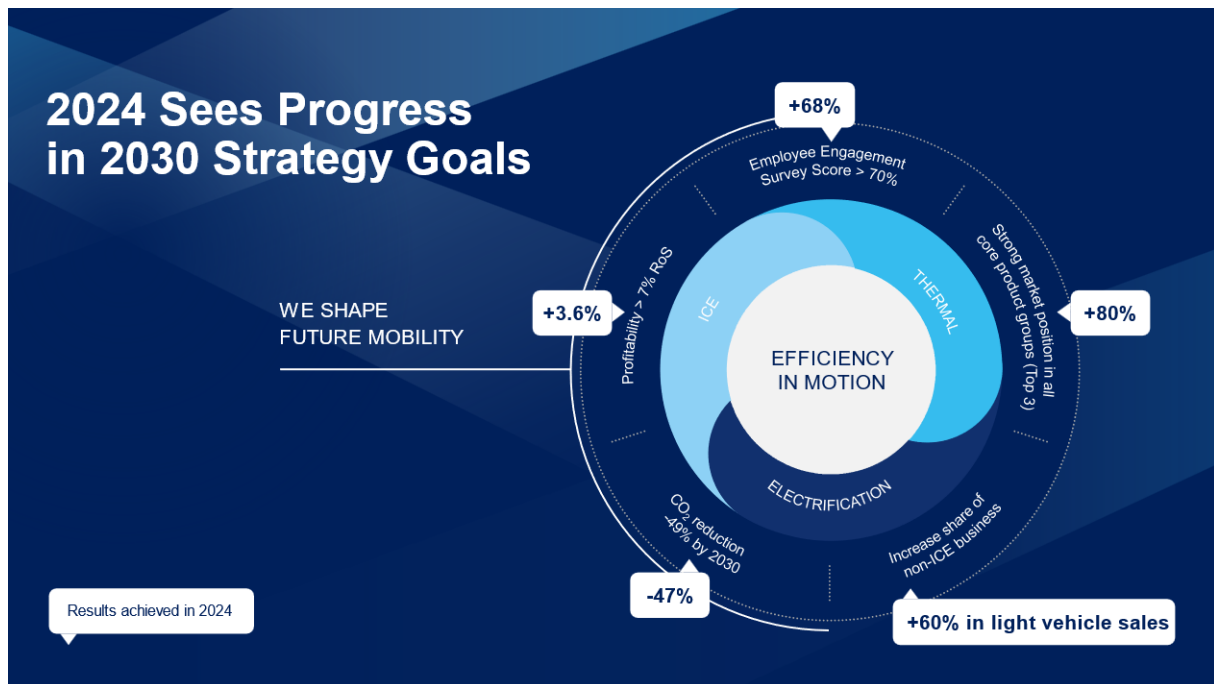 2024 Sees Progress
in 2030 Strategy Goals
WE SHAPE
FUTURE MOBILITY
+68%
Employee Engagement
Survey Score > 70%
+80%
Strong market position in all
core product groups (Top 3)
+60% in light vehicle sales
Increase share of
non-ICE business
-47%
CO₂ reduction
-49% by 2030
+3.6%
Profitability > 7% RoS
ICE
THERMAL
ELECTRIFICATION
EFFICIENCY
IN MOTION
Results achieved in 2024